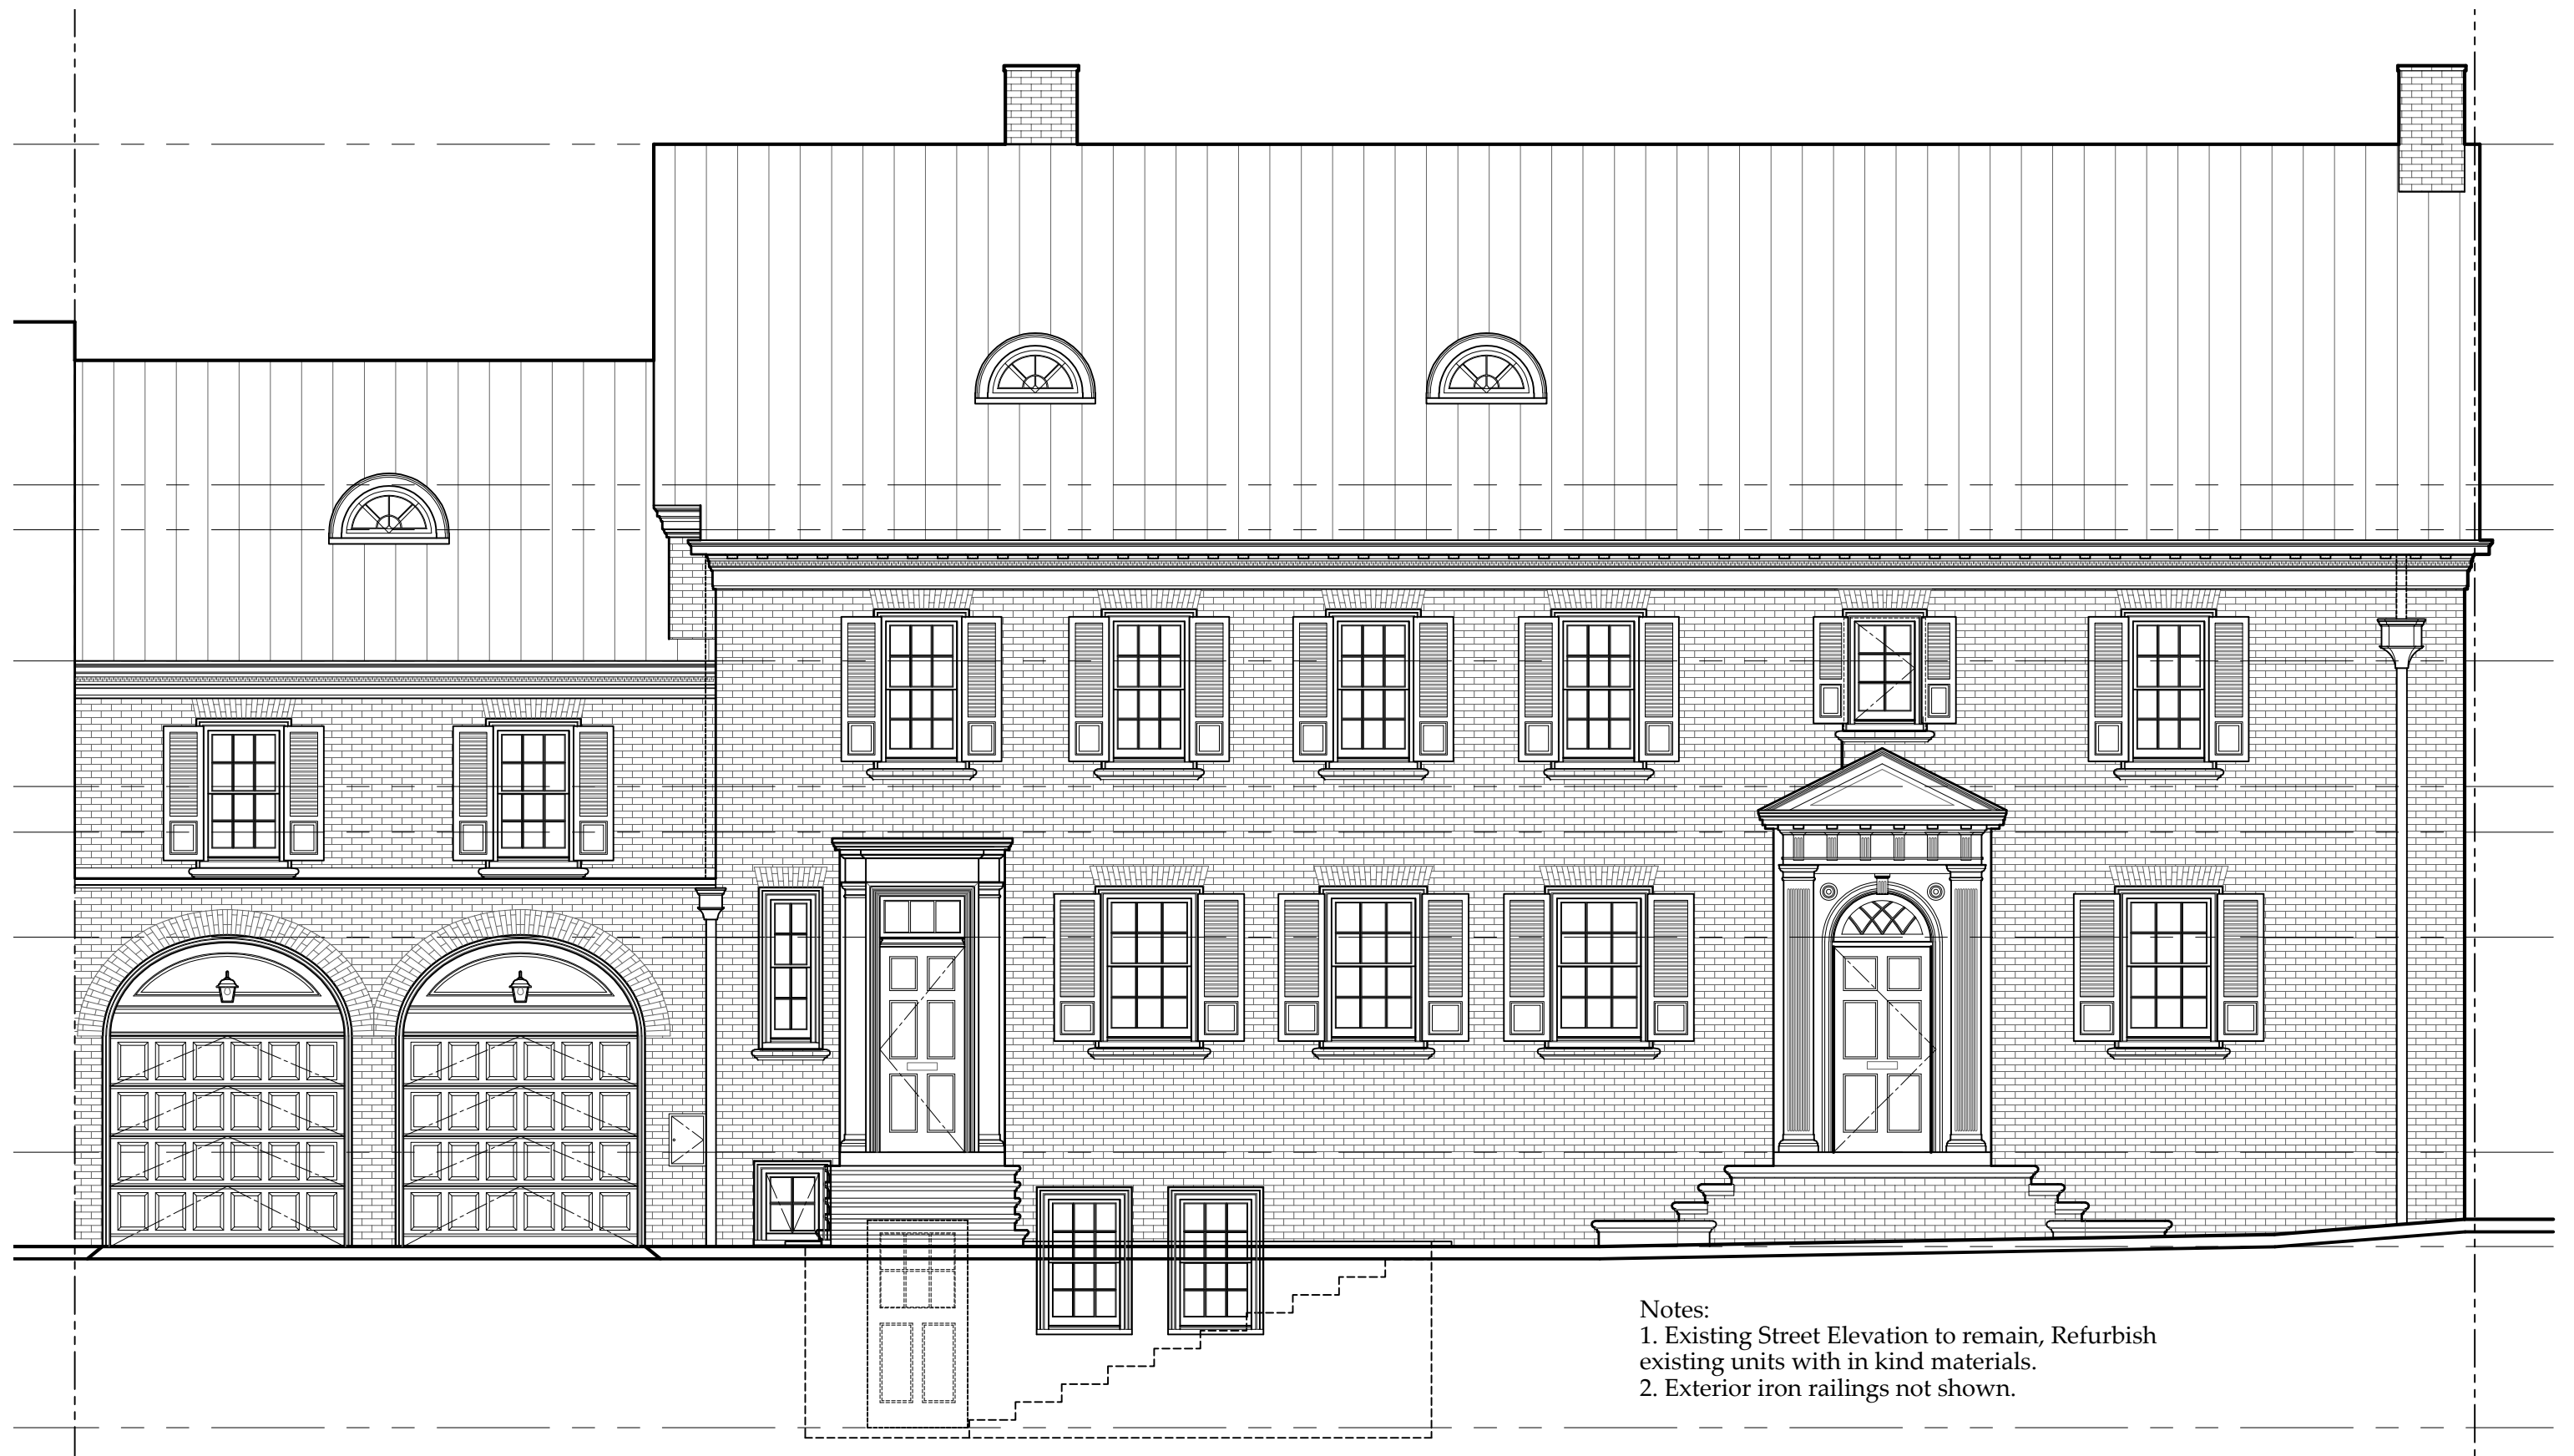 Notes:
1. Existing Street Elevation to remain, Refurbish
existing units with in kind materials.
2. Exterior iron railings not shown.